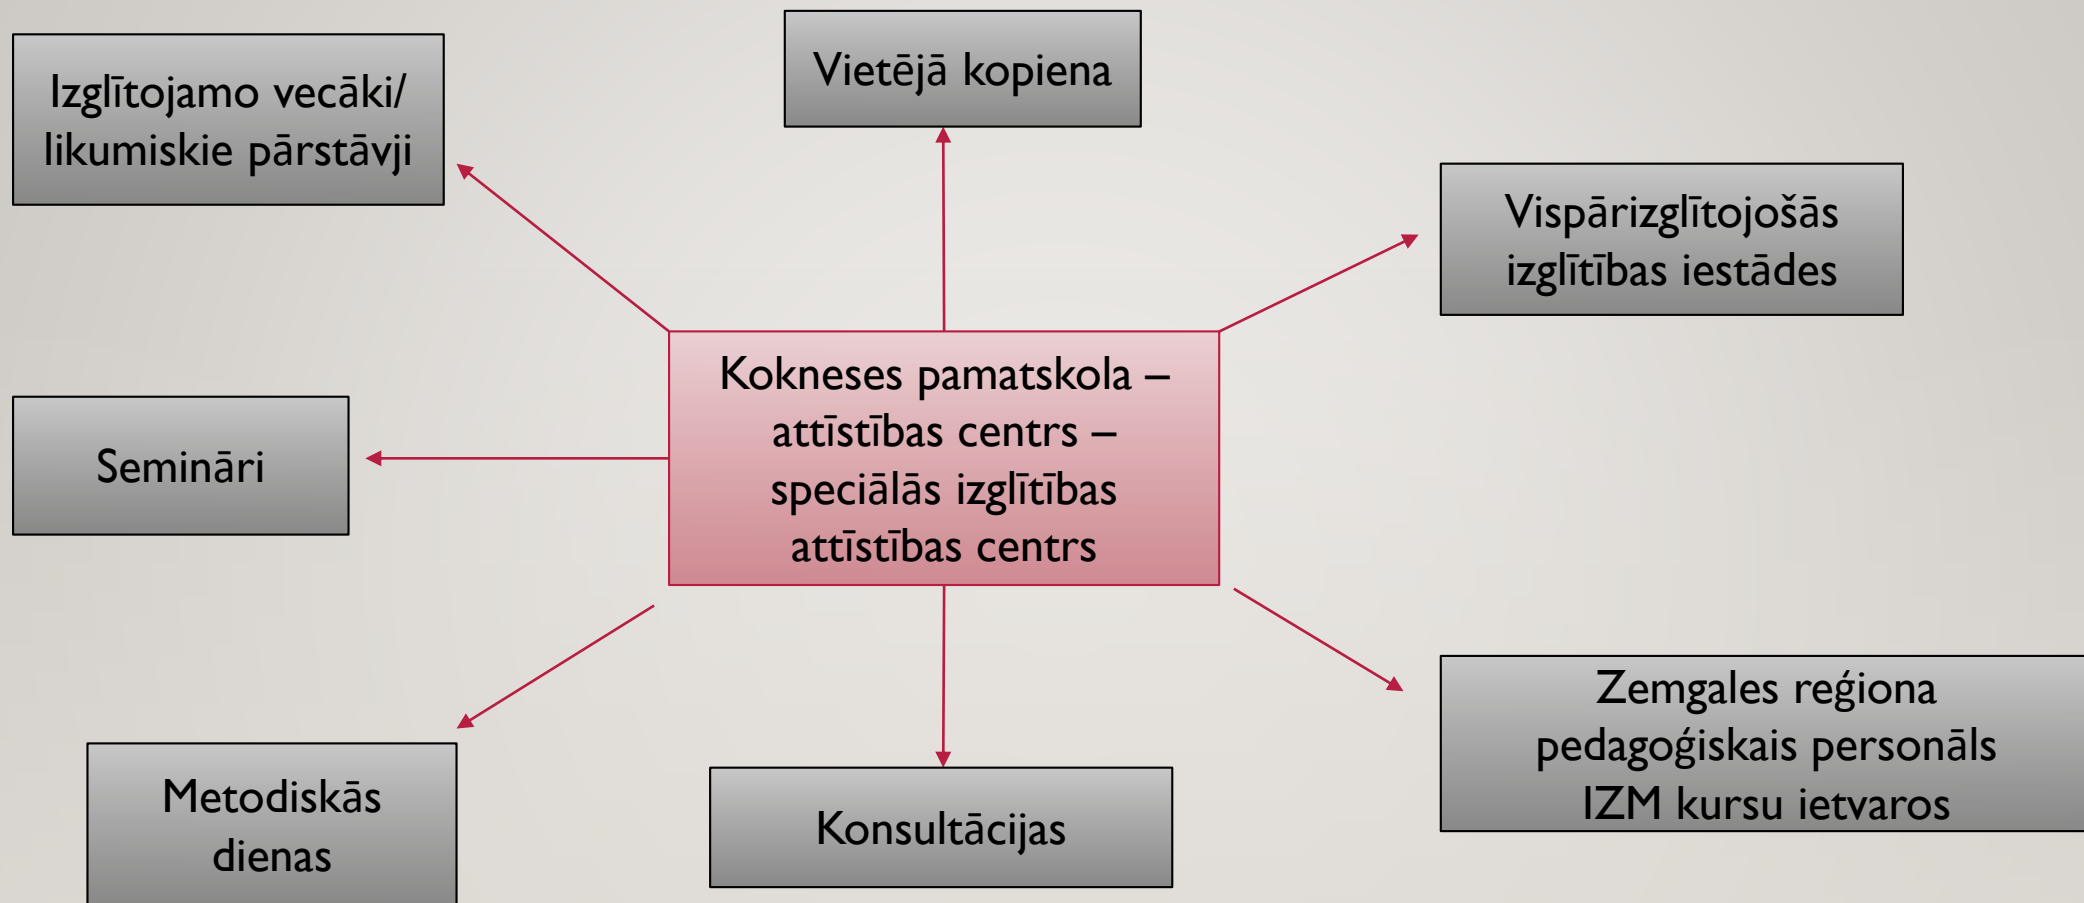 Izglītojamo vecāki/
likumiskie pārstāvji
Vietējā kopiena
Vispārizglītojošās
izglītības iestādes
Kokneses pamatskola –
attīstības centrs –
speciālās izglītības
attīstības centrs
Semināri
Metodiskās
dienas
Konsultācijas
Zemgales reģiona
pedagoģiskais personāls
IZM kursu ietvaros